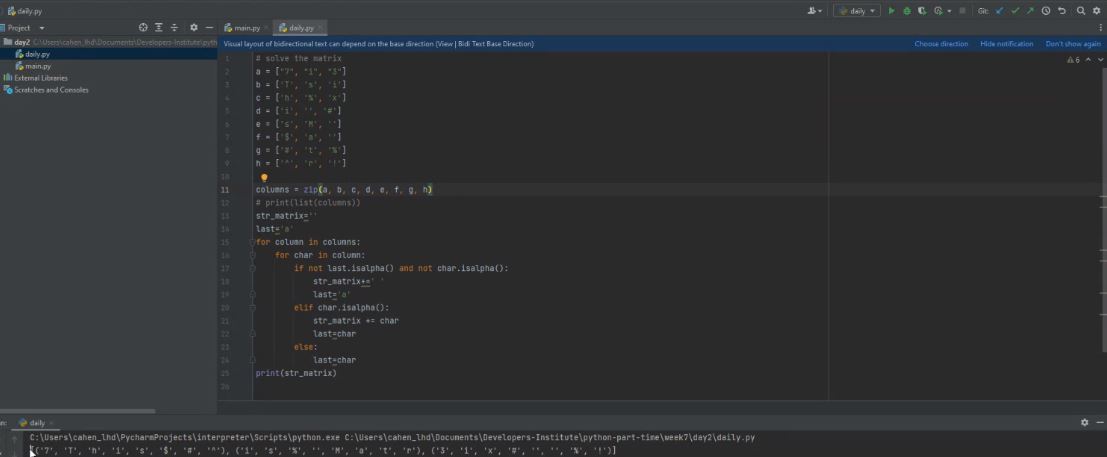 daily.py
daily
Git:
Project
main.py
daily.py
day2 C:\Users\cahen_lhd\Documents\Developers-Institute\pyth
daily.py
main.py
External Libraries
Scratches and Consoles
Visual layout of bidirectional text can depend on the base direction (View | Bidi Text Base Direction)
Choose direction
Hide notification
Don't show again
6
1 # solve the matrix
2 a = ["7", "i", "3"]
3 b = ['T', 's', 'i']
4 c = ['h', '%', 'x']
5 d = ['i', '', '#']
6 e = ['s', 'M', '']
7 f = ['$', 'a', '']
8 g = ['#', 't', '%']
9 h = ['^', 'r', '!']
10
11 columns = zip(a, b, c, d, e, f, g, h)
12 # print(list(columns))
13 str_matrix=''
14 last='a'
15 for column in columns:
16 for char in column:
17 if not last.isalpha() and not char.isalpha():
18 str_matrix+=' '
19 last='a'
20 elif char.isalpha():
21 str_matrix += char
22 last=char
23 else:
24 last=char
25 print(str_matrix)
26
daily
C:\Users\cahen_lhd\PycharmProjects\interpreter\Scripts\python.exe C:\Users\cahen_lhd\Documents\Developers-Institute\python-part-time\week7\day2\daily.py
[('7', 'T', 'h', 'i', 's', '$', '#', '^'), ('i', 's', '%', '', 'M', 'a', 't', 'r'), ('3', 'i', 'x', '#', '', '', '%', '!')]